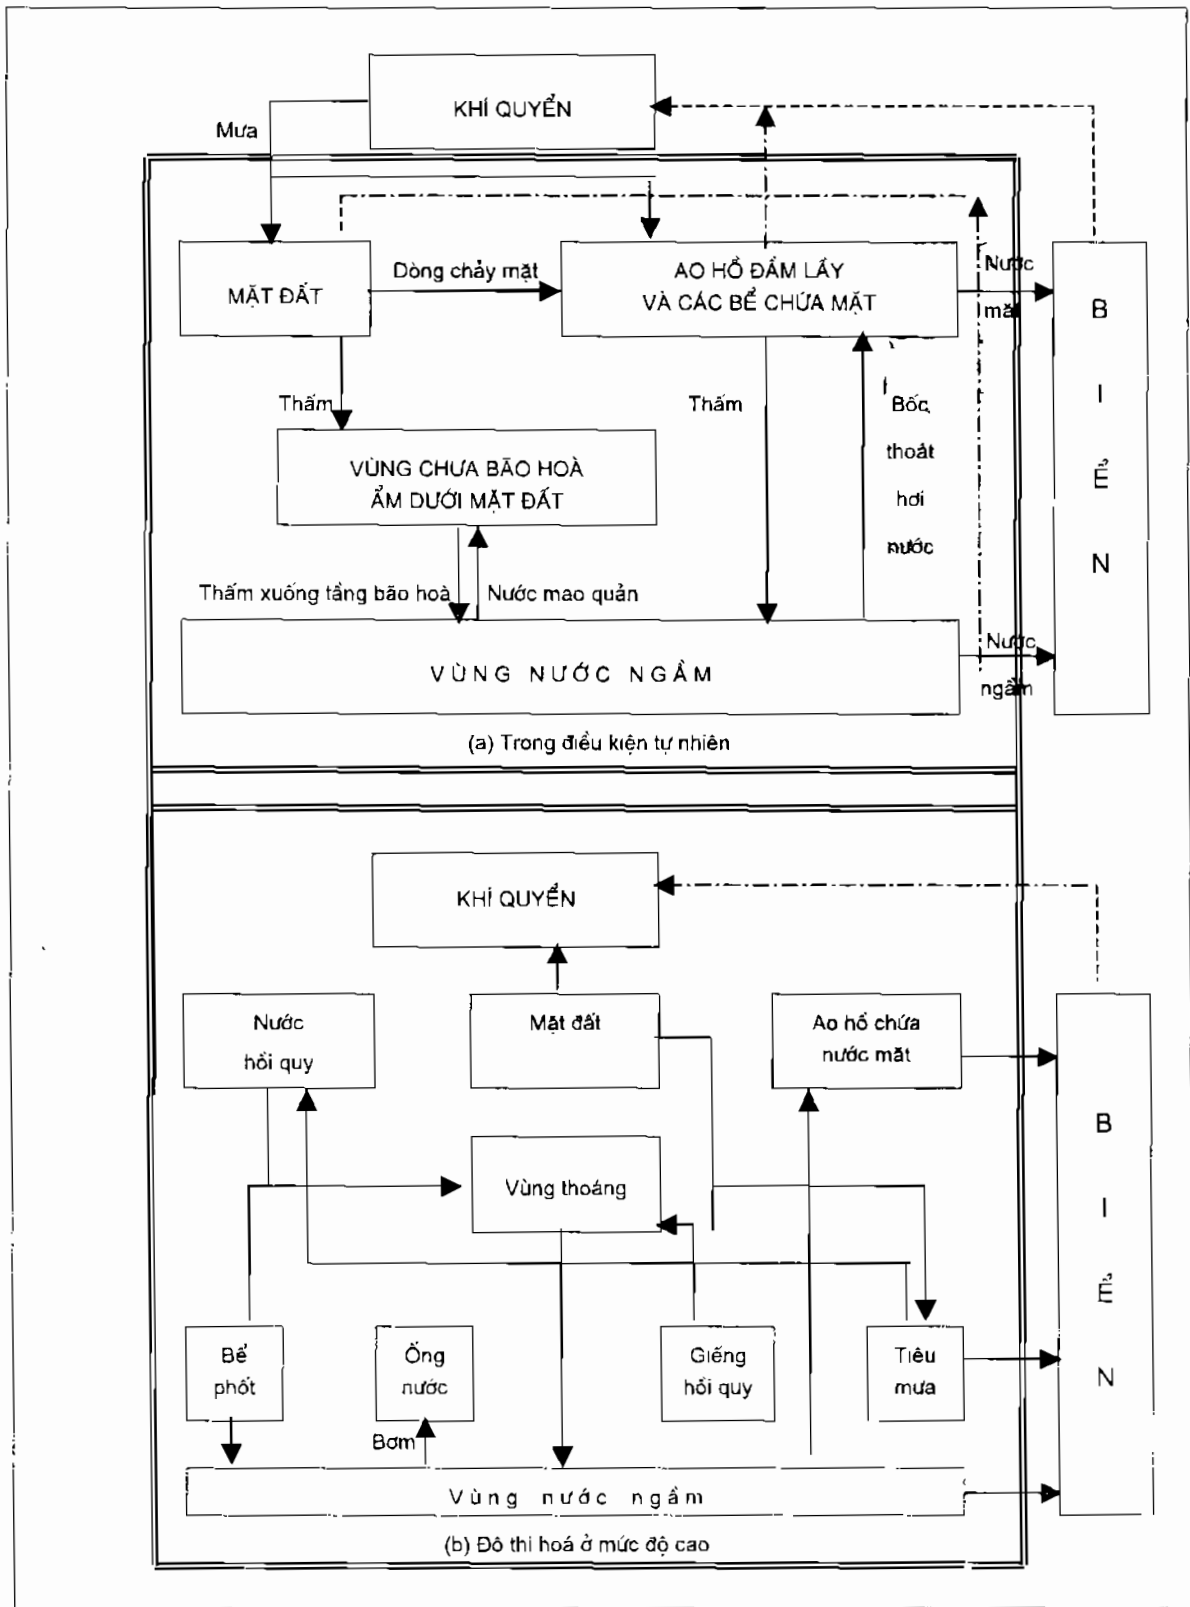 KHÍ QUYỂN
Mưa
MẶT ĐẤT
Dòng chảy mặt
AO HỒ ĐẦM LẦY
VÀ CÁC BỂ CHỨA MẶT
Nước
mặt
B
I
Ể
N
Thấm
Thấm
Bốc
thoát
hơi
nước
VÙNG CHƯA BÃO HOÀ
ẨM DƯỚI MẶT ĐẤT
Thấm xuống tầng bão hoà
Nước mao quản
VÙNG NƯỚC NGẦM
Nước
ngầm
(a) Trong điều kiện tự nhiên
KHÍ QUYỂN
Nước
hồi quy
Mặt đất
Ao hồ chứa
nước mặt
B
I
Ể
N
Vùng thoáng
Bể
phốt
Ống
nước
Giếng
hồi quy
Tiêu
mưa
Bơm
Vùng nước ngầm
(b) Đô thi hoá ở mức độ cao